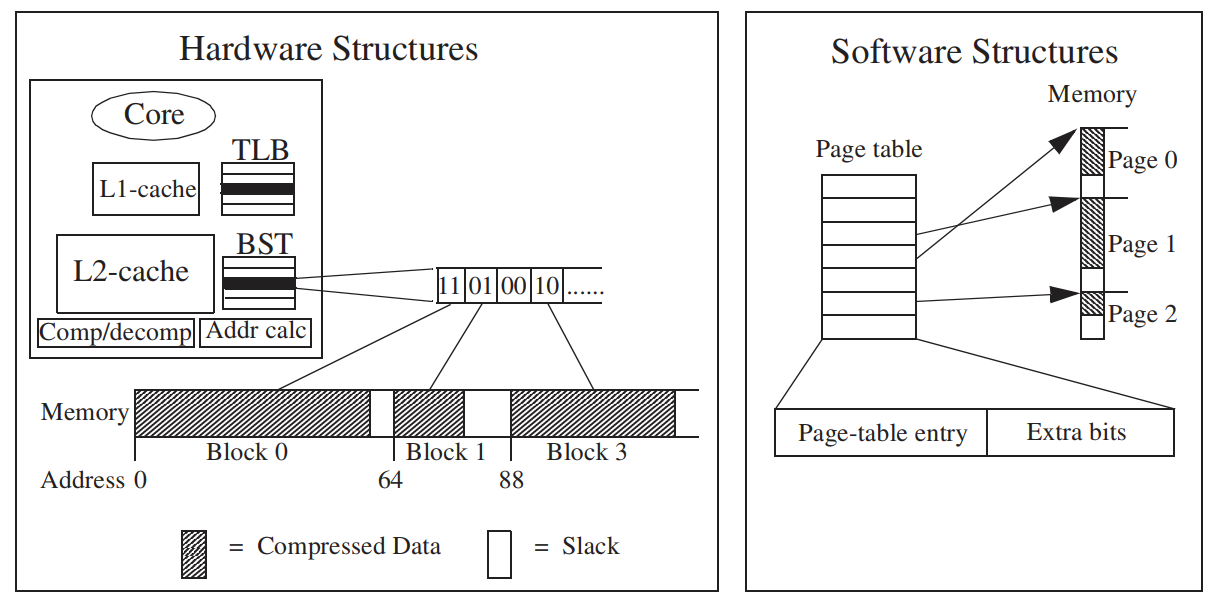 Hardware Structures
Core
TLB
L1-cache
BST
L2-cache
Comp/decomp
Addr calc
11 01 00 10 ......
Memory
Block 0
Block 1
Block 3
Address 0
64
88
= Compressed Data
= Slack
Software Structures
Memory
Page table
Page 0
Page 1
Page 2
Page-table entry
Extra bits